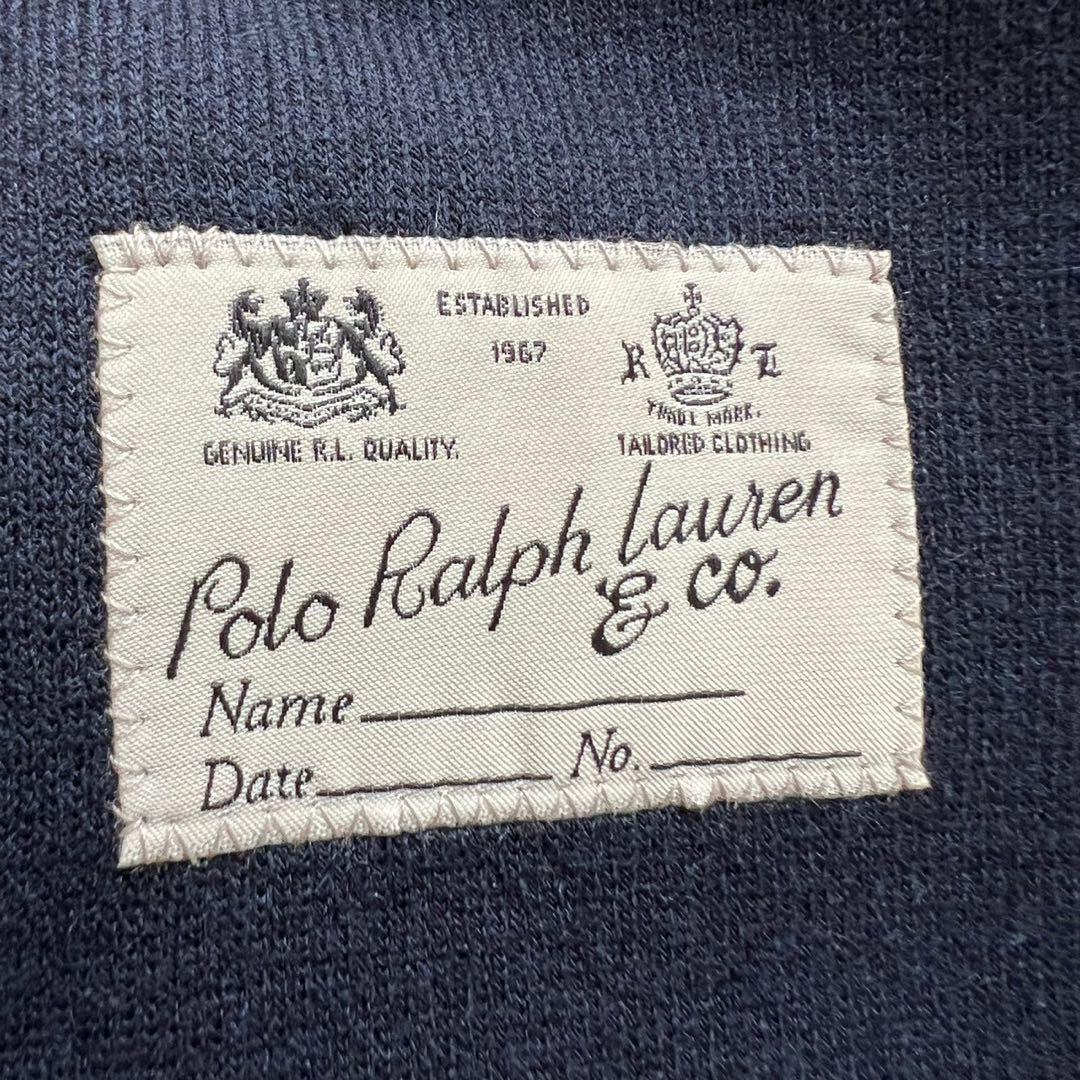 ESTABLISHED
1967
GENUINE R.L. QUALITY.
R L
TRADE MARK.
TAILORED CLOTHING
Polo Ralph Lauren
& co.
Name
Date No.